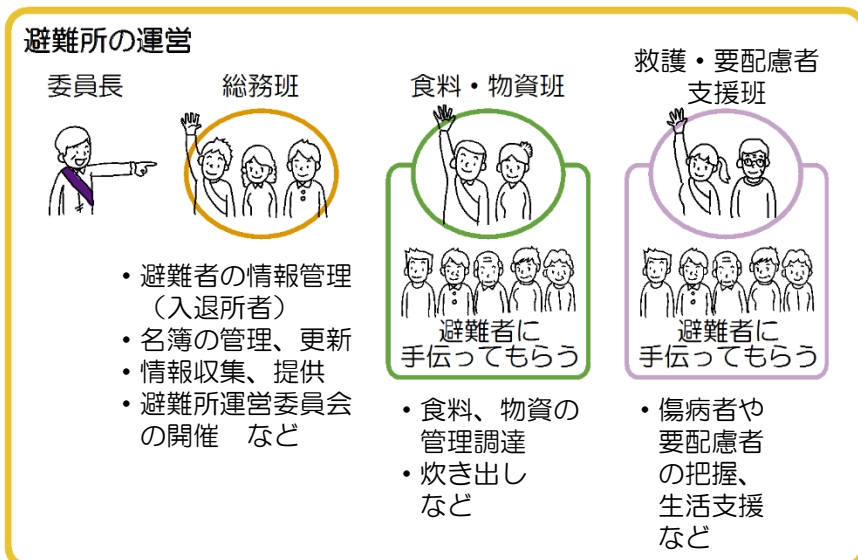 避難所の運営
委員長
総務班
食料・物資班
救護・要配慮者
支援班
・避難者の情報管理
（入退所者）
・名簿の管理、更新
・情報収集、提供
・避難所運営委員会
の開催　など
避難者に
手伝ってもらう
・食料、物資の
管理調達
・炊き出し
など
避難者に
手伝ってもらう
・傷病者や
要配慮者
の把握、
生活支援
など